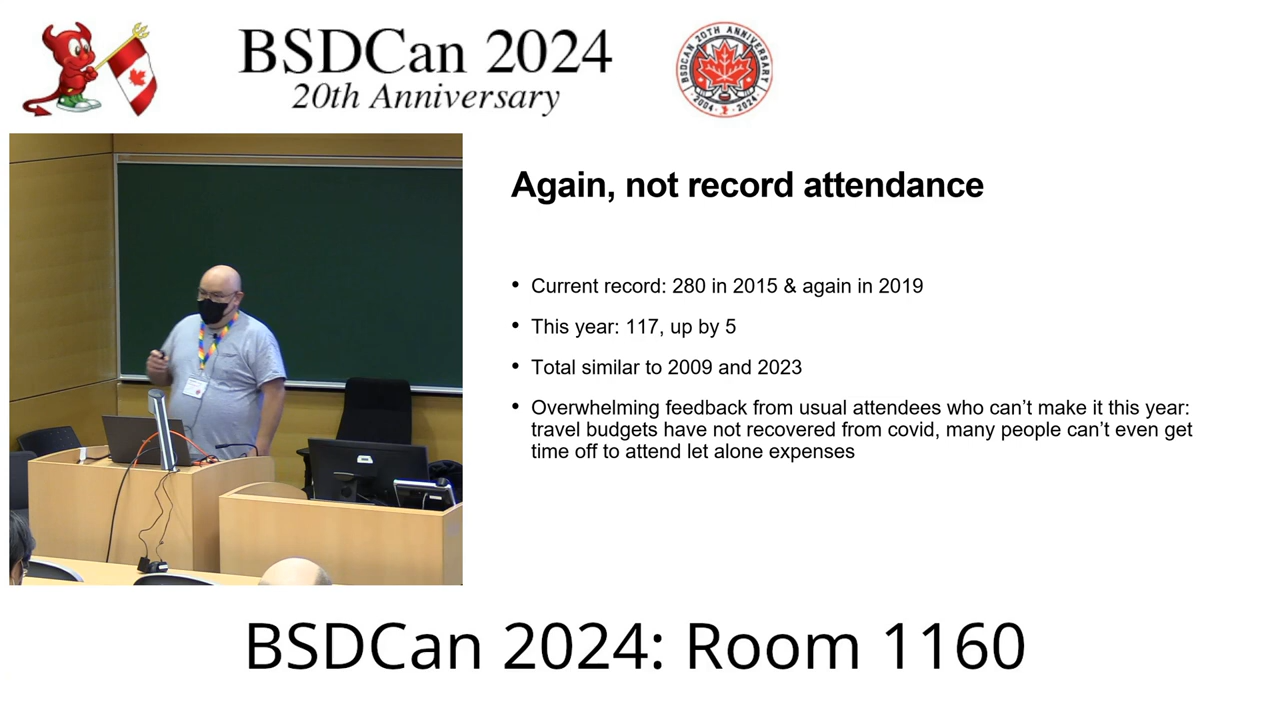 BSDCan 2024
20th Anniversary
BSDCAN 20TH ANNIVERSARY
2004 2024
Again, not record attendance
• Current record: 280 in 2015 & again in 2019
• This year: 117, up by 5
• Total similar to 2009 and 2023
• Overwhelming feedback from usual attendees who can’t make it this year:
travel budgets have not recovered from covid, many people can’t even get
time off to attend let alone expenses
BSDCan 2024: Room 1160